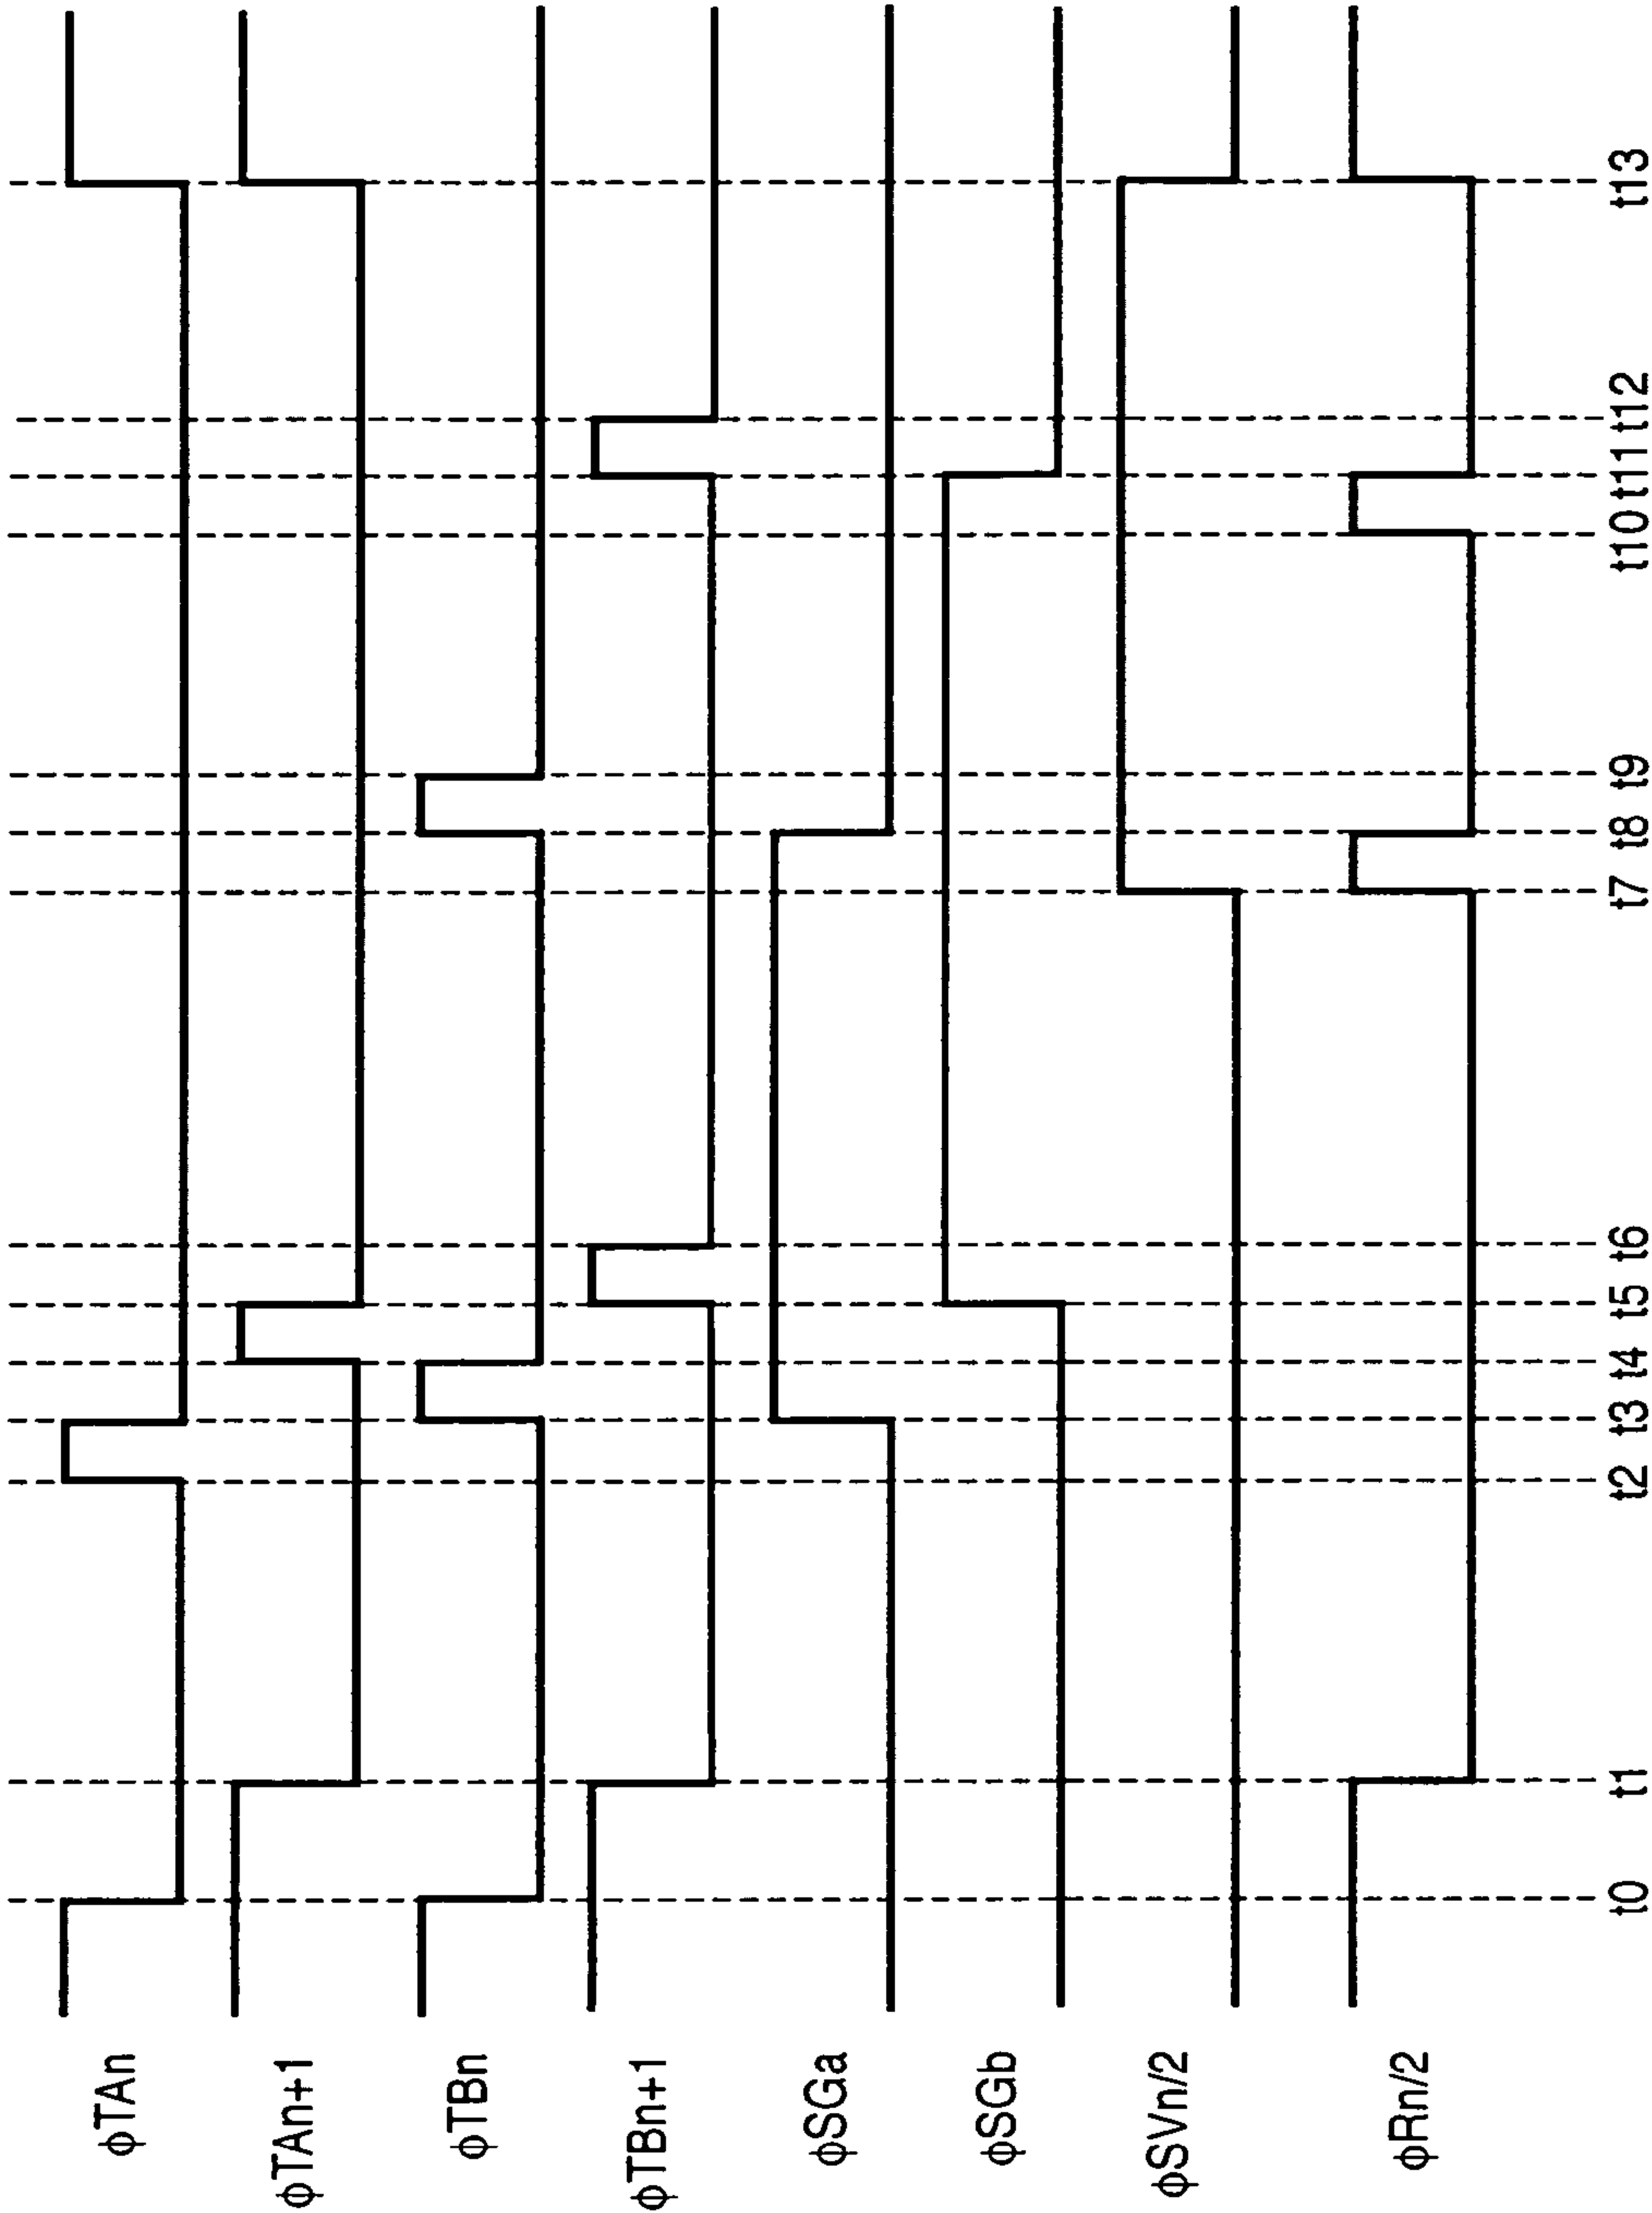 φTAn
φTAn+1
φTBn
φTBn+1
φSGa
φSGb
φSVn/2
φRn/2
t0 t1 t2 t3 t4 t5 t6 t7 t8 t9 t10 t11 t12 t13